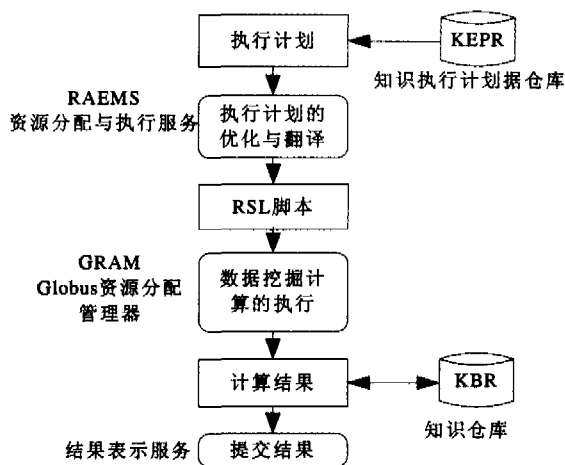 执行计划
KEPR
知识执行计划据仓库
RAEMS
资源分配与执行服务
执行计划的
优化与翻译
RSL脚本
GRAM
Globus资源分配
管理器
数据挖掘计
算的执行
计算结果
KBR
知识仓库
结果表示服务
提交结果